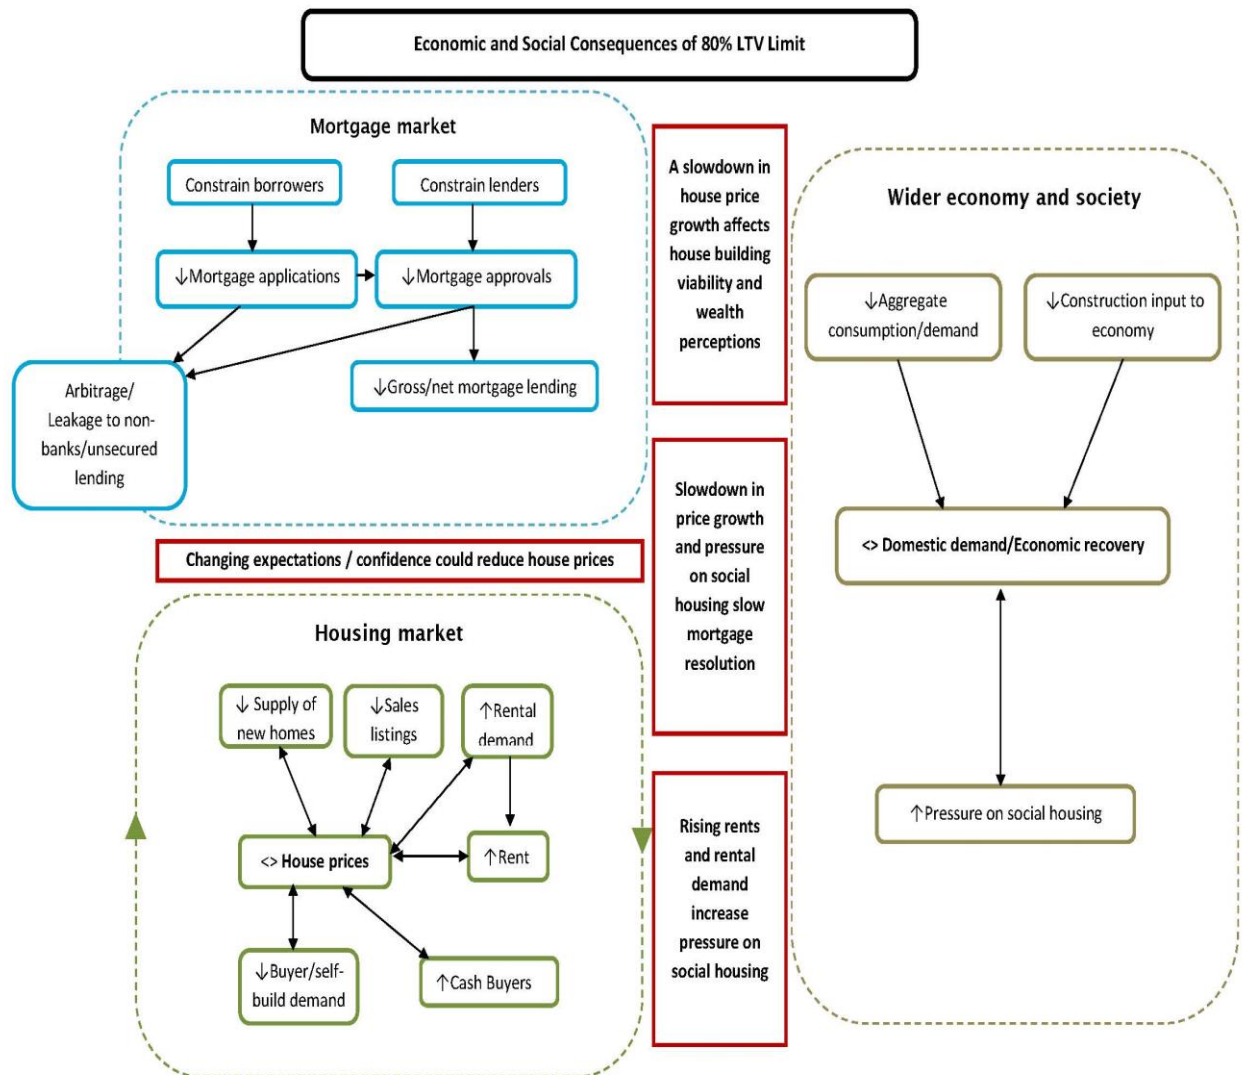 Economic and Social Consequences of 80% LTV Limit
Mortgage market
Constrain borrowers
Constrain lenders
↓Mortgage applications
↓Mortgage approvals
Arbitrage/
Leakage to non-
banks/unsecured
lending
↓Gross/net mortgage lending
Changing expectations / confidence could reduce house prices
Housing market
↓ Supply of
new homes
↓Sales
listings
↑Rental
demand
<> House prices
↑Rent
↓Buyer/self-
build demand
↑Cash Buyers
A slowdown in
house price
growth affects
house building
viability and
wealth
perceptions
Slowdown in
price growth
and pressure
on social
housing slow
mortgage
resolution
Rising rents
and rental
demand
increase
pressure on
social housing
Wider economy and society
↓Aggregate
consumption/demand
↓Construction input to
economy
<> Domestic demand/Economic recovery
↑Pressure on social housing